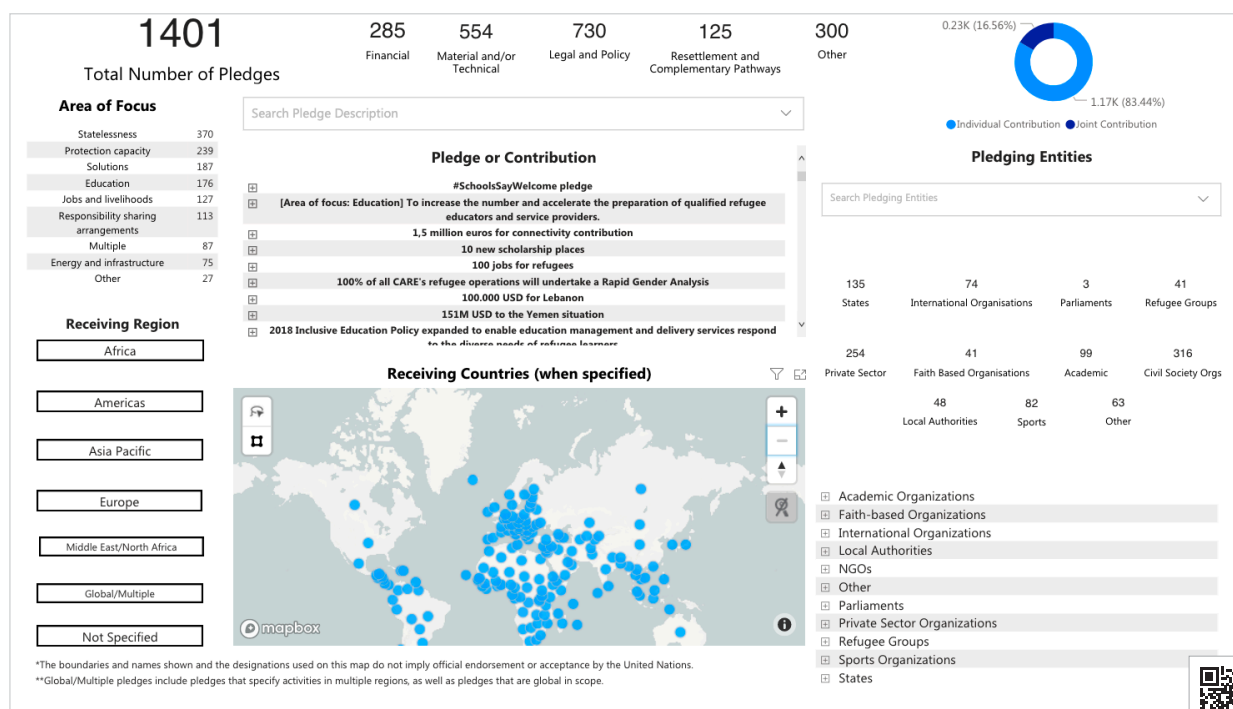 1401
Total Number of Pledges
285
Financial
554
Material and/or
Technical
730
Legal and Policy
125
Resettlement and
Complementary Pathways
300
Other
0.23K (16.56%)
1.17K (83.44%)
Individual Contribution Joint Contribution
Area of Focus
Statelessness 370
Protection capacity 239
Solutions 187
Education 176
Jobs and livelihoods 127
Responsibility sharing 113
arrangements
Multiple 87
Energy and infrastructure 75
Other 27
Receiving Region
Africa
Americas
Asia Pacific
Europe
Middle East/North Africa
Global/Multiple
Not Specified
Search Pledge Description
Pledge or Contribution
#SchoolsSayWelcome pledge
[Area of focus: Education] To increase the number and accelerate the preparation of qualified refugee
educators and service providers.
1,5 million euros for connectivity contribution
10 new scholarship places
100 jobs for refugees
100% of all CARE's refugee operations will undertake a Rapid Gender Analysis
100.000 USD for Lebanon
151M USD to the Yemen situation
2018 Inclusive Education Policy expanded to enable education management and delivery services respond
to the diverse needs of refugee learners
Receiving Countries (when specified)
mapbox
Pledging Entities
Search Pledging Entities
135
States
74
International Organisations
3
Parliaments
41
Refugee Groups
254
Private Sector
41
Faith Based Organisations
99
Academic
316
Civil Society Orgs
48
Local Authorities
82
Sports
63
Other
Academic Organizations
Faith-based Organizations
International Organizations
Local Authorities
NGOs
Other
Parliaments
Private Sector Organizations
Refugee Groups
Sports Organizations
States
*The boundaries and names shown and the designations used on this map do not imply official endorsement or acceptance by the United Nations.
**Global/Multiple pledges include pledges that specify activities in multiple regions, as well as pledges that are global in scope.